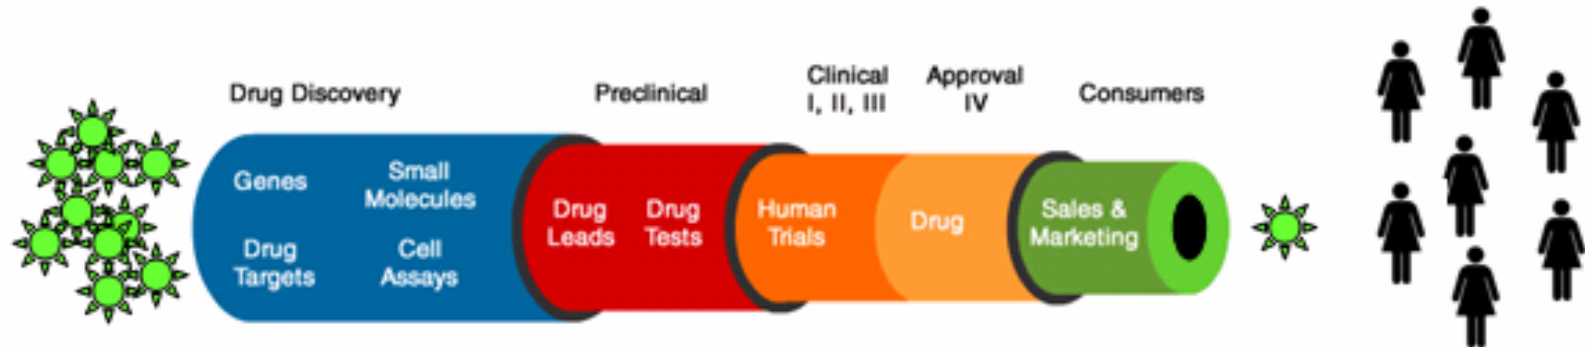 Drug Discovery
Preclinical
Clinical
I, II, III
Approval
IV
Consumers
Genes
Small
Molecules
Drug
Targets
Cell
Assays
Drug
Leads
Drug
Tests
Human
Trials
Drug
Sales &
Marketing